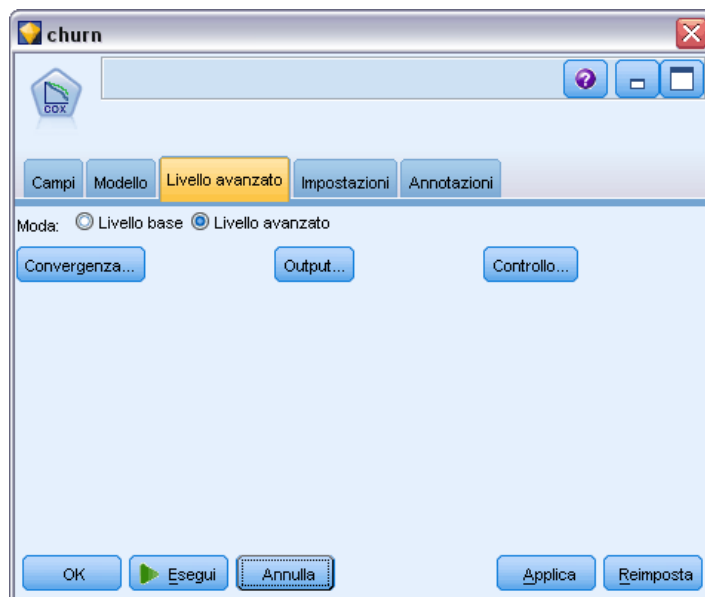 churn
COX
?
Campi Modello Livello avanzato Impostazioni Annotazioni
Moda: Livello base Livello avanzato
Convergenza... Output... Controllo...
OK Esegui Annulla Applica Reimposta